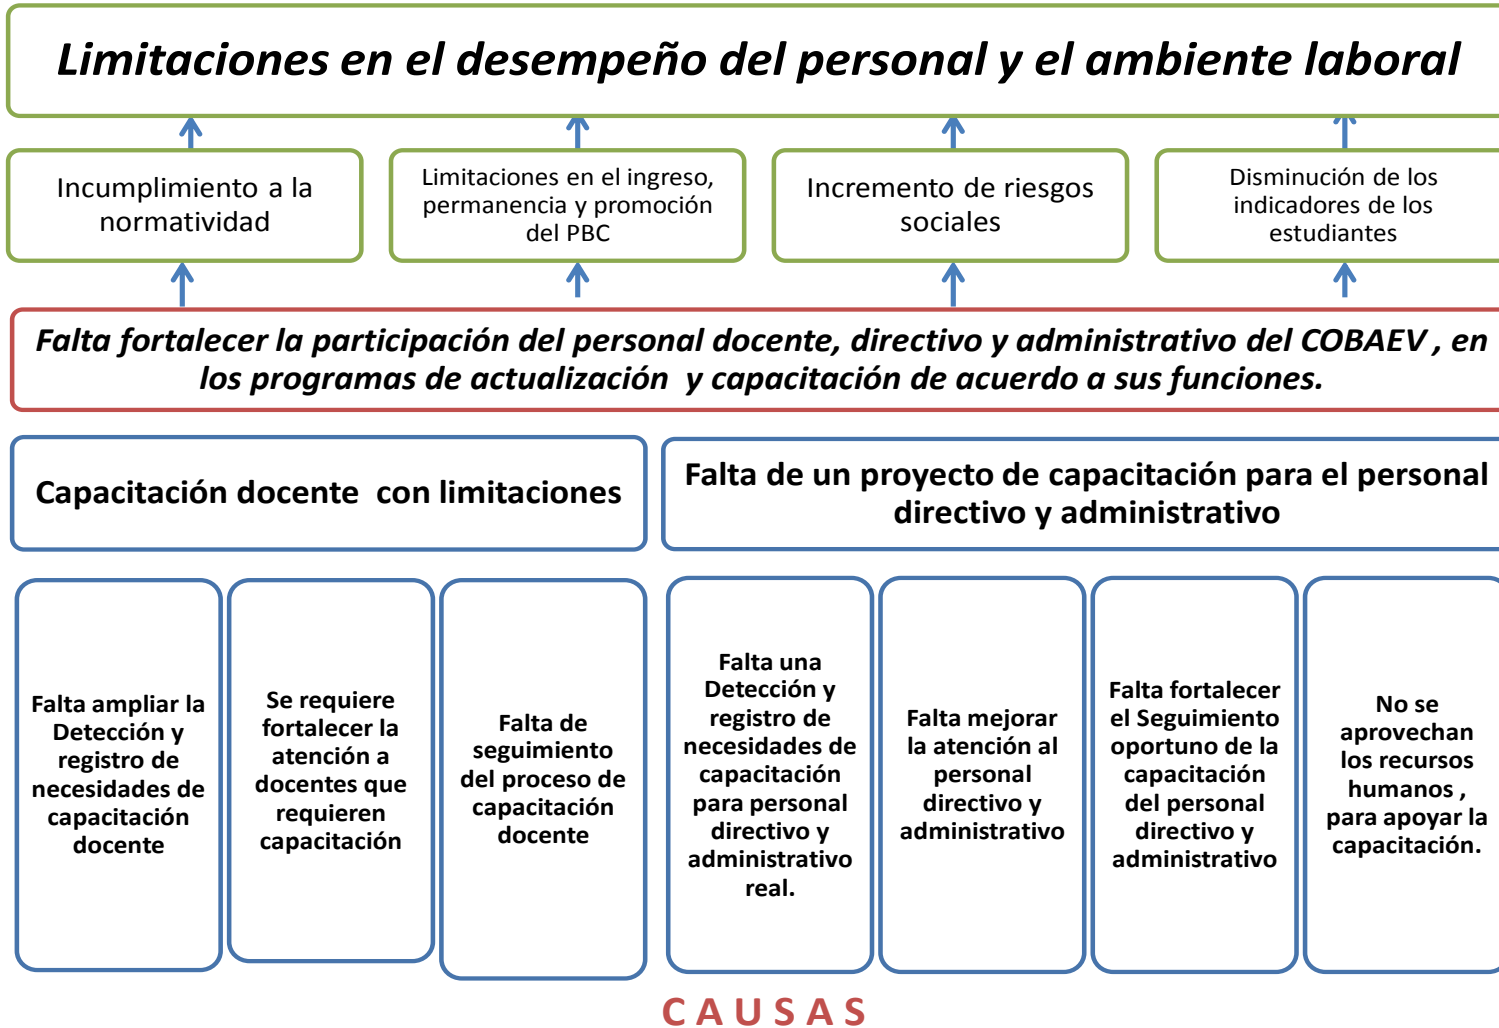 Limitaciones en el desempeño del personal y el ambiente laboral
Incumplimiento a la
normatividad
Limitaciones en el ingreso,
permanencia y promoción
del PBC
Incremento de riesgos
sociales
Disminución de los
indicadores de los
estudiantes
Falta fortalecer la participación del personal docente, directivo y administrativo del COBAEV , en
los programas de actualización y capacitación de acuerdo a sus funciones.
Capacitación docente con limitaciones
Falta de un proyecto de capacitación para el personal
directivo y administrativo
Falta ampliar la
Detección y
registro de
necesidades de
capacitación
docente
Se requiere
fortalecer la
atención a
docentes que
requieren
capacitación
Falta de
seguimiento
del proceso de
capacitación
docente
Falta una
Detección y
registro de
necesidades de
capacitación
para personal
directivo y
administrativo
real.
Falta mejorar
la atención al
personal
directivo y
administrativo
Falta fortalecer
el Seguimiento
oportuno de la
capacitación
del personal
directivo y
administrativo
No se
aprovechan
los recursos
humanos ,
para apoyar la
capacitación.
C A U S A S